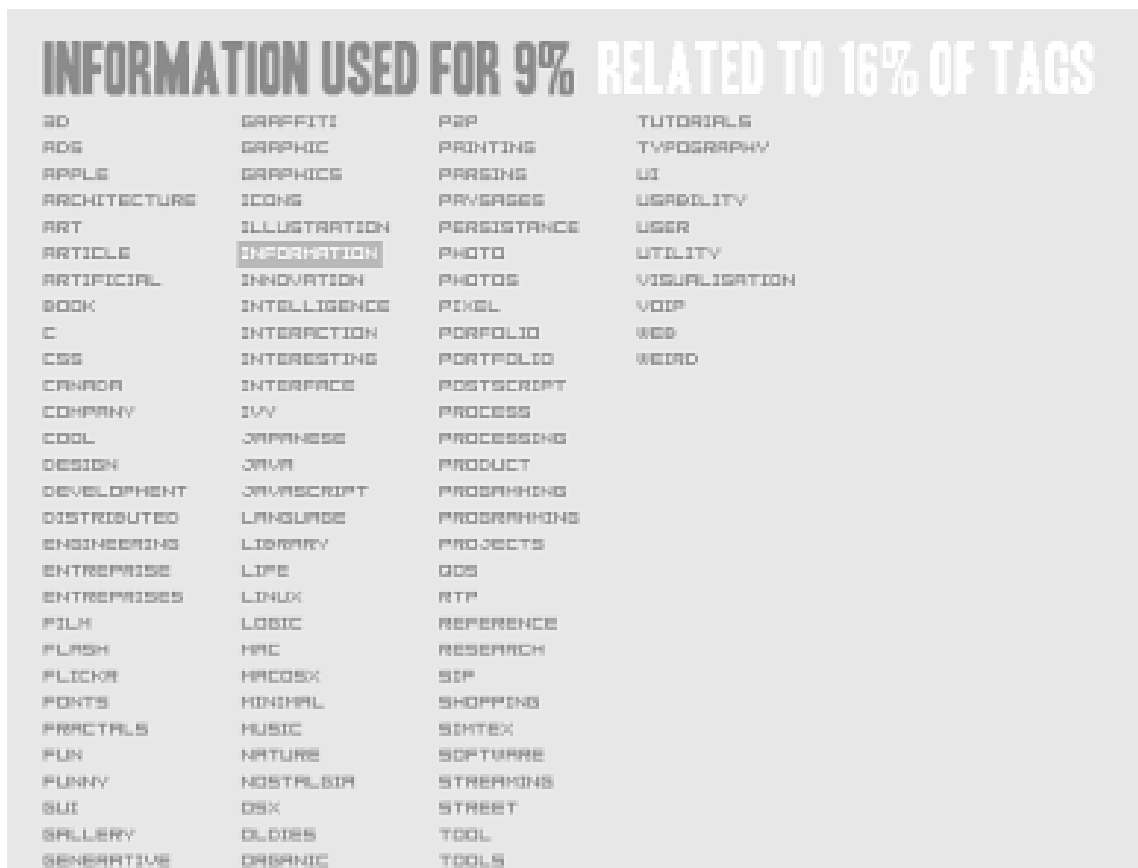 INFORMATION USED FOR 9% RELATED TO 16% OF TAGS
3D GRAFFITI P2P TUTORIALS
ADS GRAPHIC PAINTING TYPOGRAPHY
APPLE GRAPHICS PARSING UI
ARCHITECTURE ICONS PAYSAGES USABILITY
ART ILLUSTRATION PERSISTANCE USER
ARTICLE INFORMATION PHOTO UTILITY
ARTIFICIAL INNOVATION PHOTOS VISUALISATION
BOOK INTELLIGENCE PIXEL VOIP
C INTERACTION PORFOLIO WEB
CSS INTERESTING PORTFOLIO WEIRD
CANADA INTERFACE POSTSCRIPT
COMPANY IVY PROCESS
COOL JAPANESE PROCESSING
DESIGN JAVA PRODUCT
DEVELOPMENT JAVASCRIPT PROGAMMING
DISTRIBUTED LANGUAGE PROGRAMMING
ENGINEERING LIBRARY PROJECTS
ENTREPRISE LIFE QOS
ENTREPRISES LINUX RTP
FILM LOGIC REFERENCE
FLASH MAC RESEARCH
FLICKR MACOSX SIP
FONTS MINIMAL SHOPPING
FRACTALS MUSIC SIMTEX
FUN NATURE SOFTWARE
FUNNY NOSTALGIA STREAMING
GUI OSX STREET
GALLERY OLDIES TOOL
GENERATIVE ORGANIC TOOLS